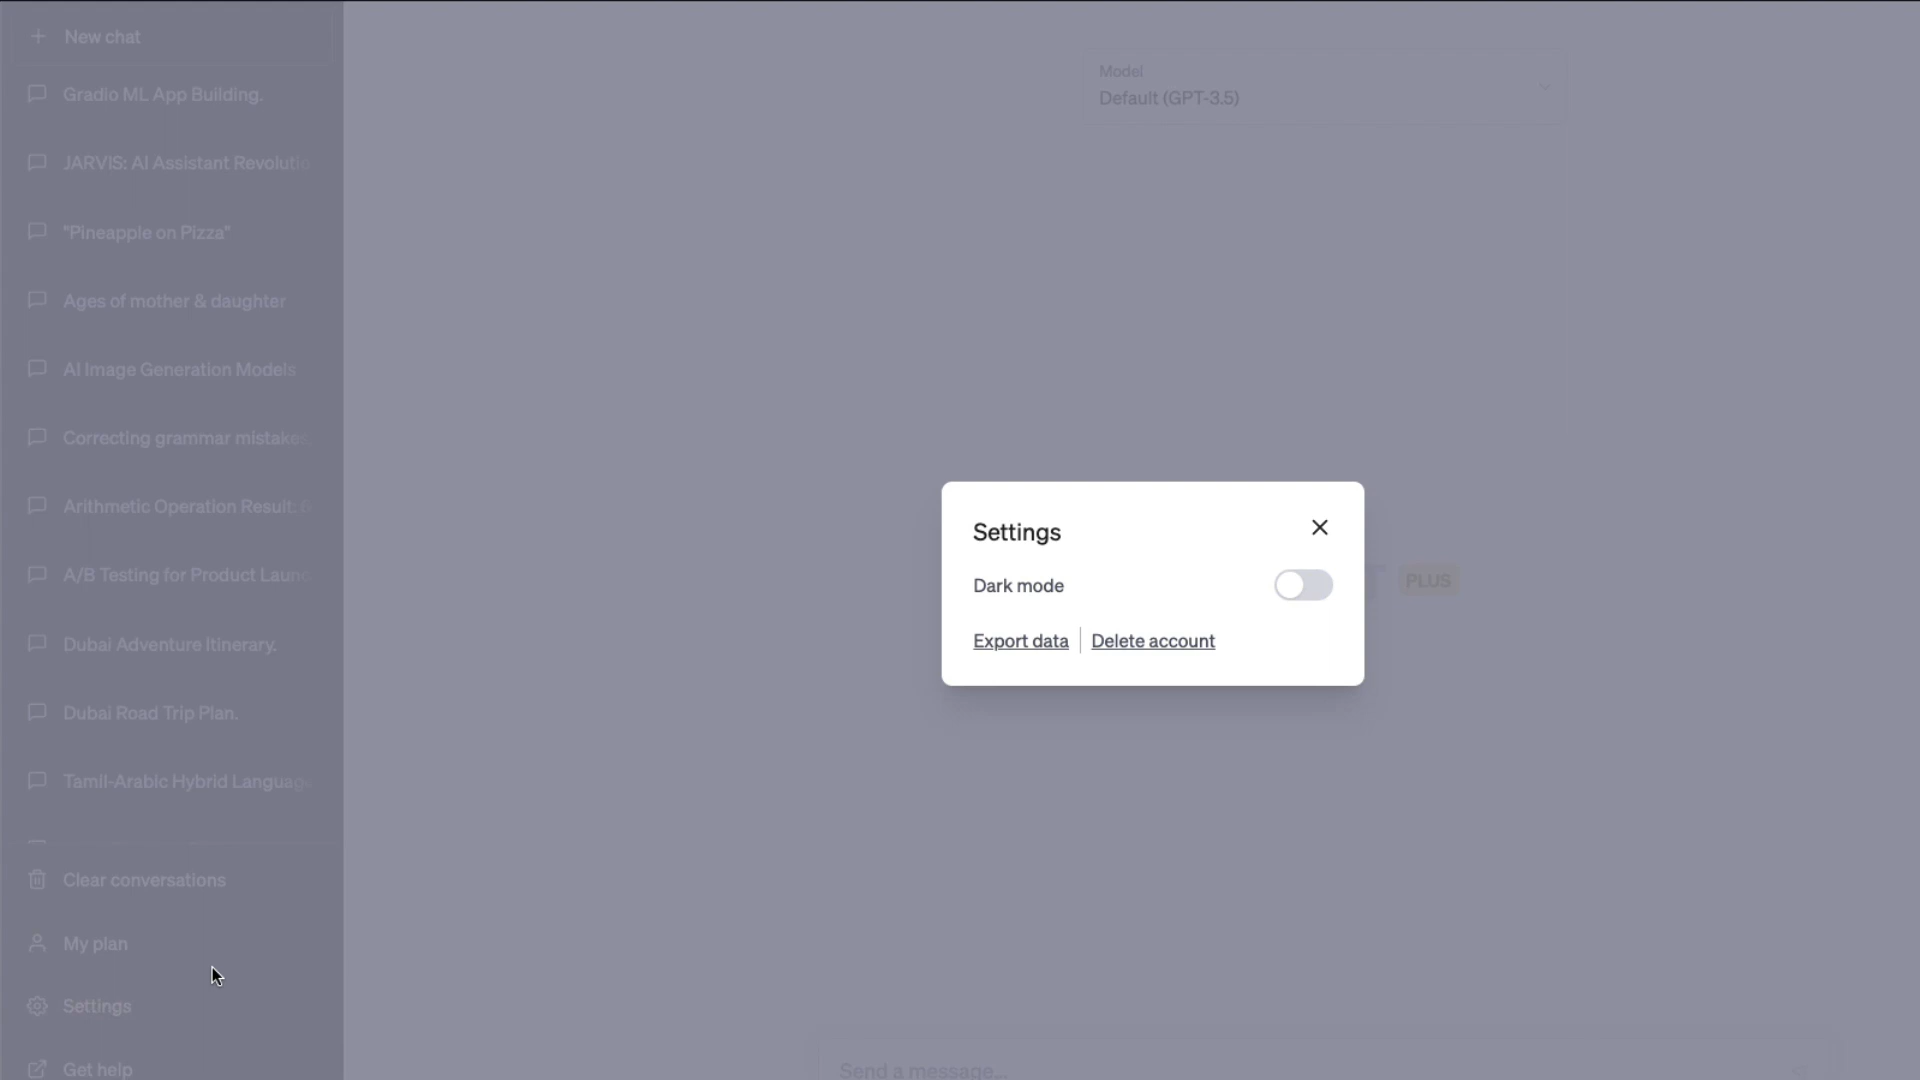 New chat
Gradio ML App Building.
JARVIS: AI Assistant Revolutio
"Pineapple on Pizza"
Ages of mother & daughter
AI Image Generation Models
Correcting grammar mistakes.
Arithmetic Operation Result.
A/B Testing for Product Launc
Dubai Adventure Itinerary.
Dubai Road Trip Plan.
Tamil-Arabic Hybrid Language
Clear conversations
My plan
Settings
Get help
Model
Default (GPT-3.5)
Settings
Dark mode
Export data
Delete account
PLUS
Send a message...